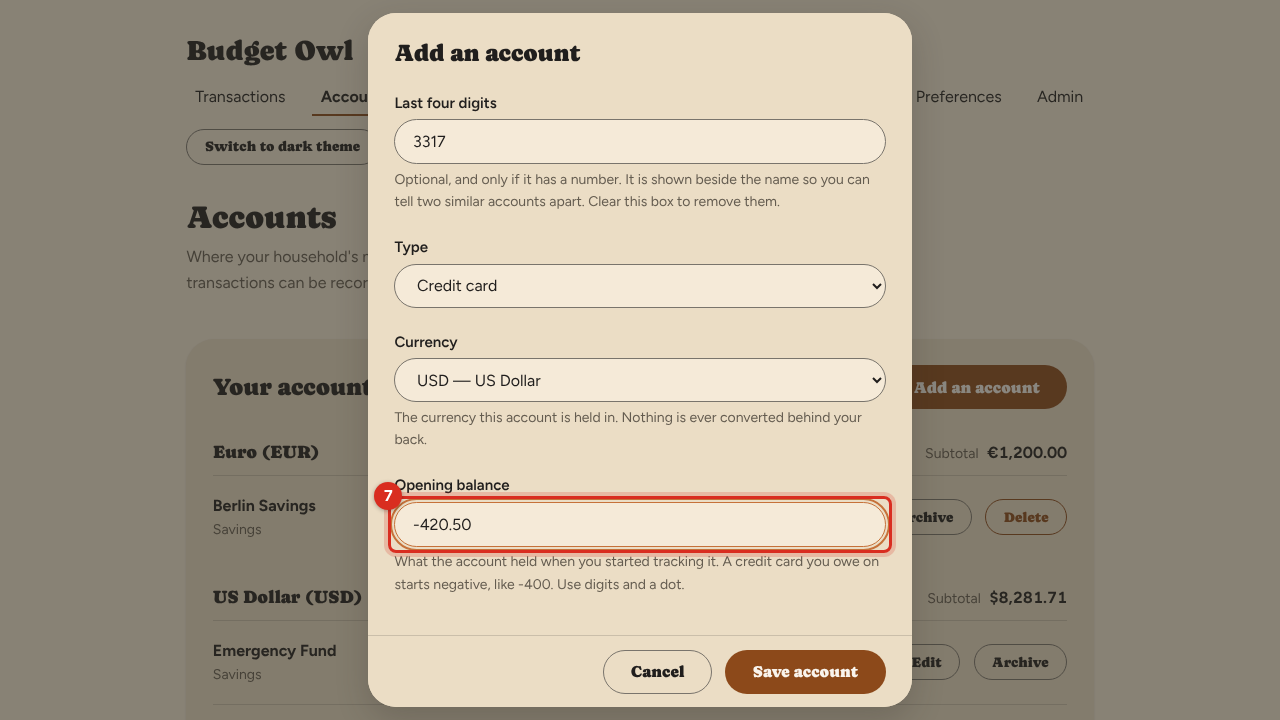 Budget Owl
Transactions
Accou
Preferences
Admin
Switch to dark theme
Accounts
Where your household's
transactions can be
Your account
Add an account
Euro (EUR)
Subtotal €1,200.00
Berlin Savings
Savings
rchive
Delete
US Dollar (USD)
Subtotal $8,281.71
Emergency Fund
Savings
Edit
Archive
Add an account
Last four digits
3317
Optional, and only if it has a number. It is shown beside the name so you can
tell two similar accounts apart. Clear this box to remove them.
Type
Credit card
Currency
USD — US Dollar
The currency this account is held in. Nothing is ever converted behind your
back.
Opening balance
7
-420.50
What the account held when you started tracking it. A credit card you owe on
starts negative, like -400. Use digits and a dot.
Cancel
Save account